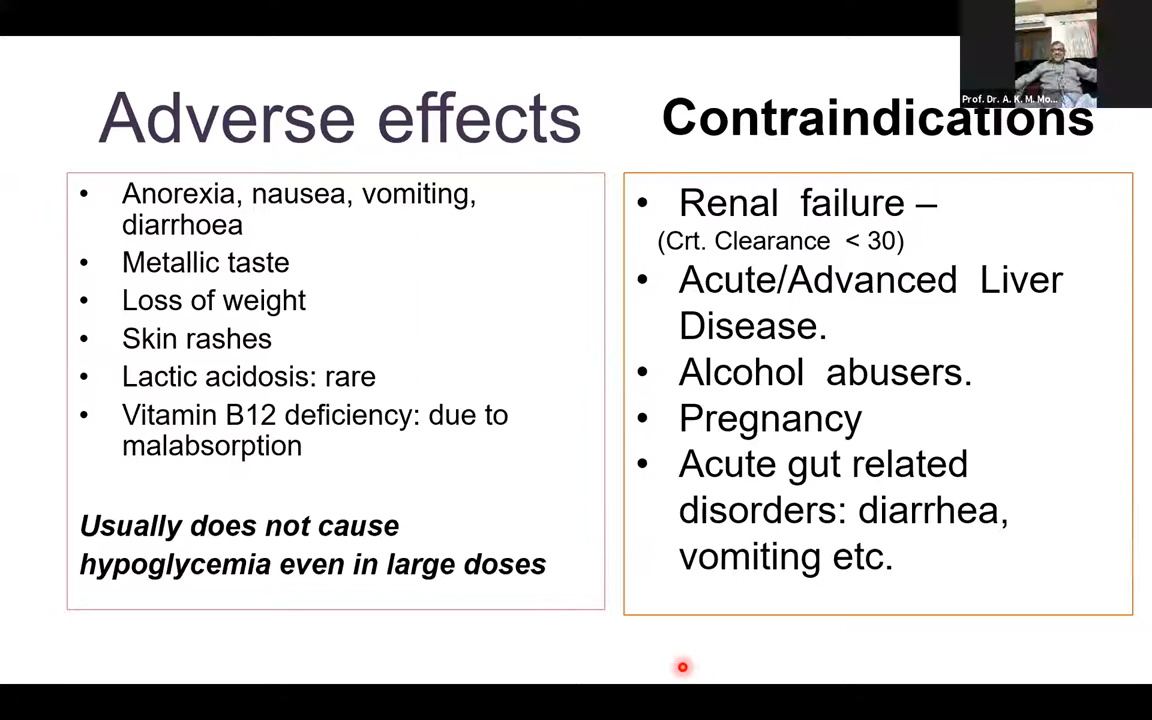 Prof. Dr. A. K. M. Mo...
Adverse effects
• Anorexia, nausea, vomiting,
diarrhoea
• Metallic taste
• Loss of weight
• Skin rashes
• Lactic acidosis: rare
• Vitamin B12 deficiency: due to
malabsorption
Usually does not cause
hypoglycemia even in large doses
Contraindications
• Renal failure –
(Crt. Clearance < 30)
• Acute/Advanced Liver
Disease.
• Alcohol abusers.
• Pregnancy
• Acute gut related
disorders: diarrhea,
vomiting etc.